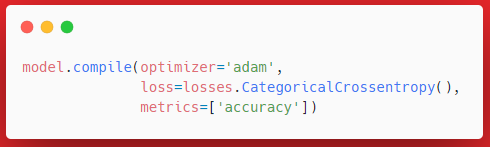 model.compile(optimizer='adam',
              loss=losses.CategoricalCrossentropy(),
              metrics=['accuracy'])